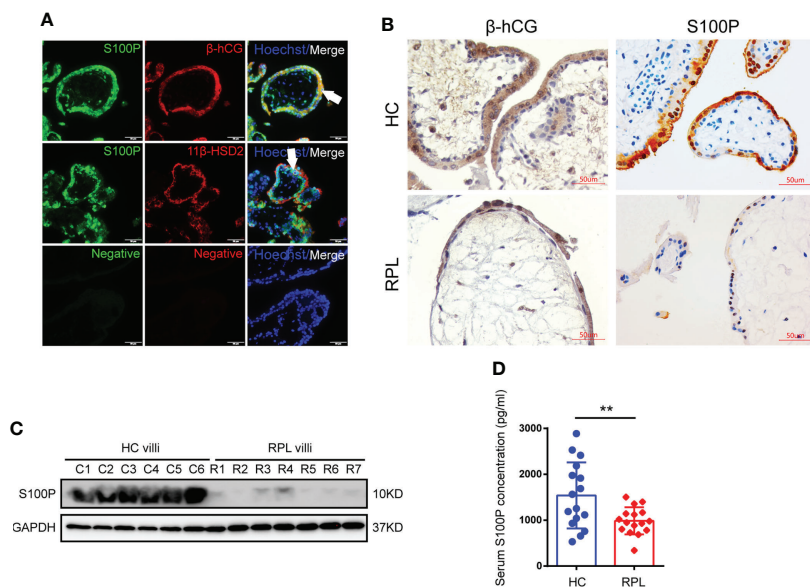 A
S100P β-hCG Hoechst/Merge
S100P 11β-HSD2 Hoechst/Merge
Negative Negative Hoechst/Merge
B
β-hCG S100P
HC
50um 50um
RPL
50um 50um
C
HC villi RPL villi
C1 C2 C3 C4 C5 C6 R1 R2 R3 R4 R5 R6 R7
S100P 10KD
GAPDH 37KD
D
Serum S100P concentration (pg/ml)
**
3000
2000
1000
0
HC RPL